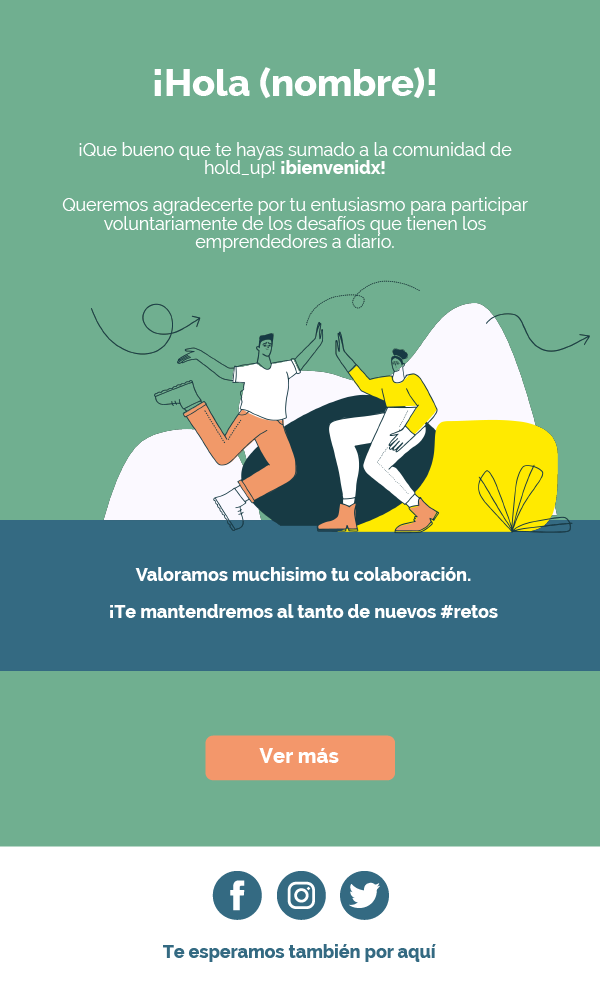 ¡Hola (nombre)!
¡Que bueno que te hayas sumado a la comunidad de
hold_up! ¡bienvenidx!
Queremos agradecerte por tu entusiasmo para participar
voluntariamente de los desafíos que tienen los
emprendedores a diario.
Valoramos muchisimo tu colaboración.
¡Te mantendremos al tanto de nuevos #retos
Ver más
Te esperamos también por aquí